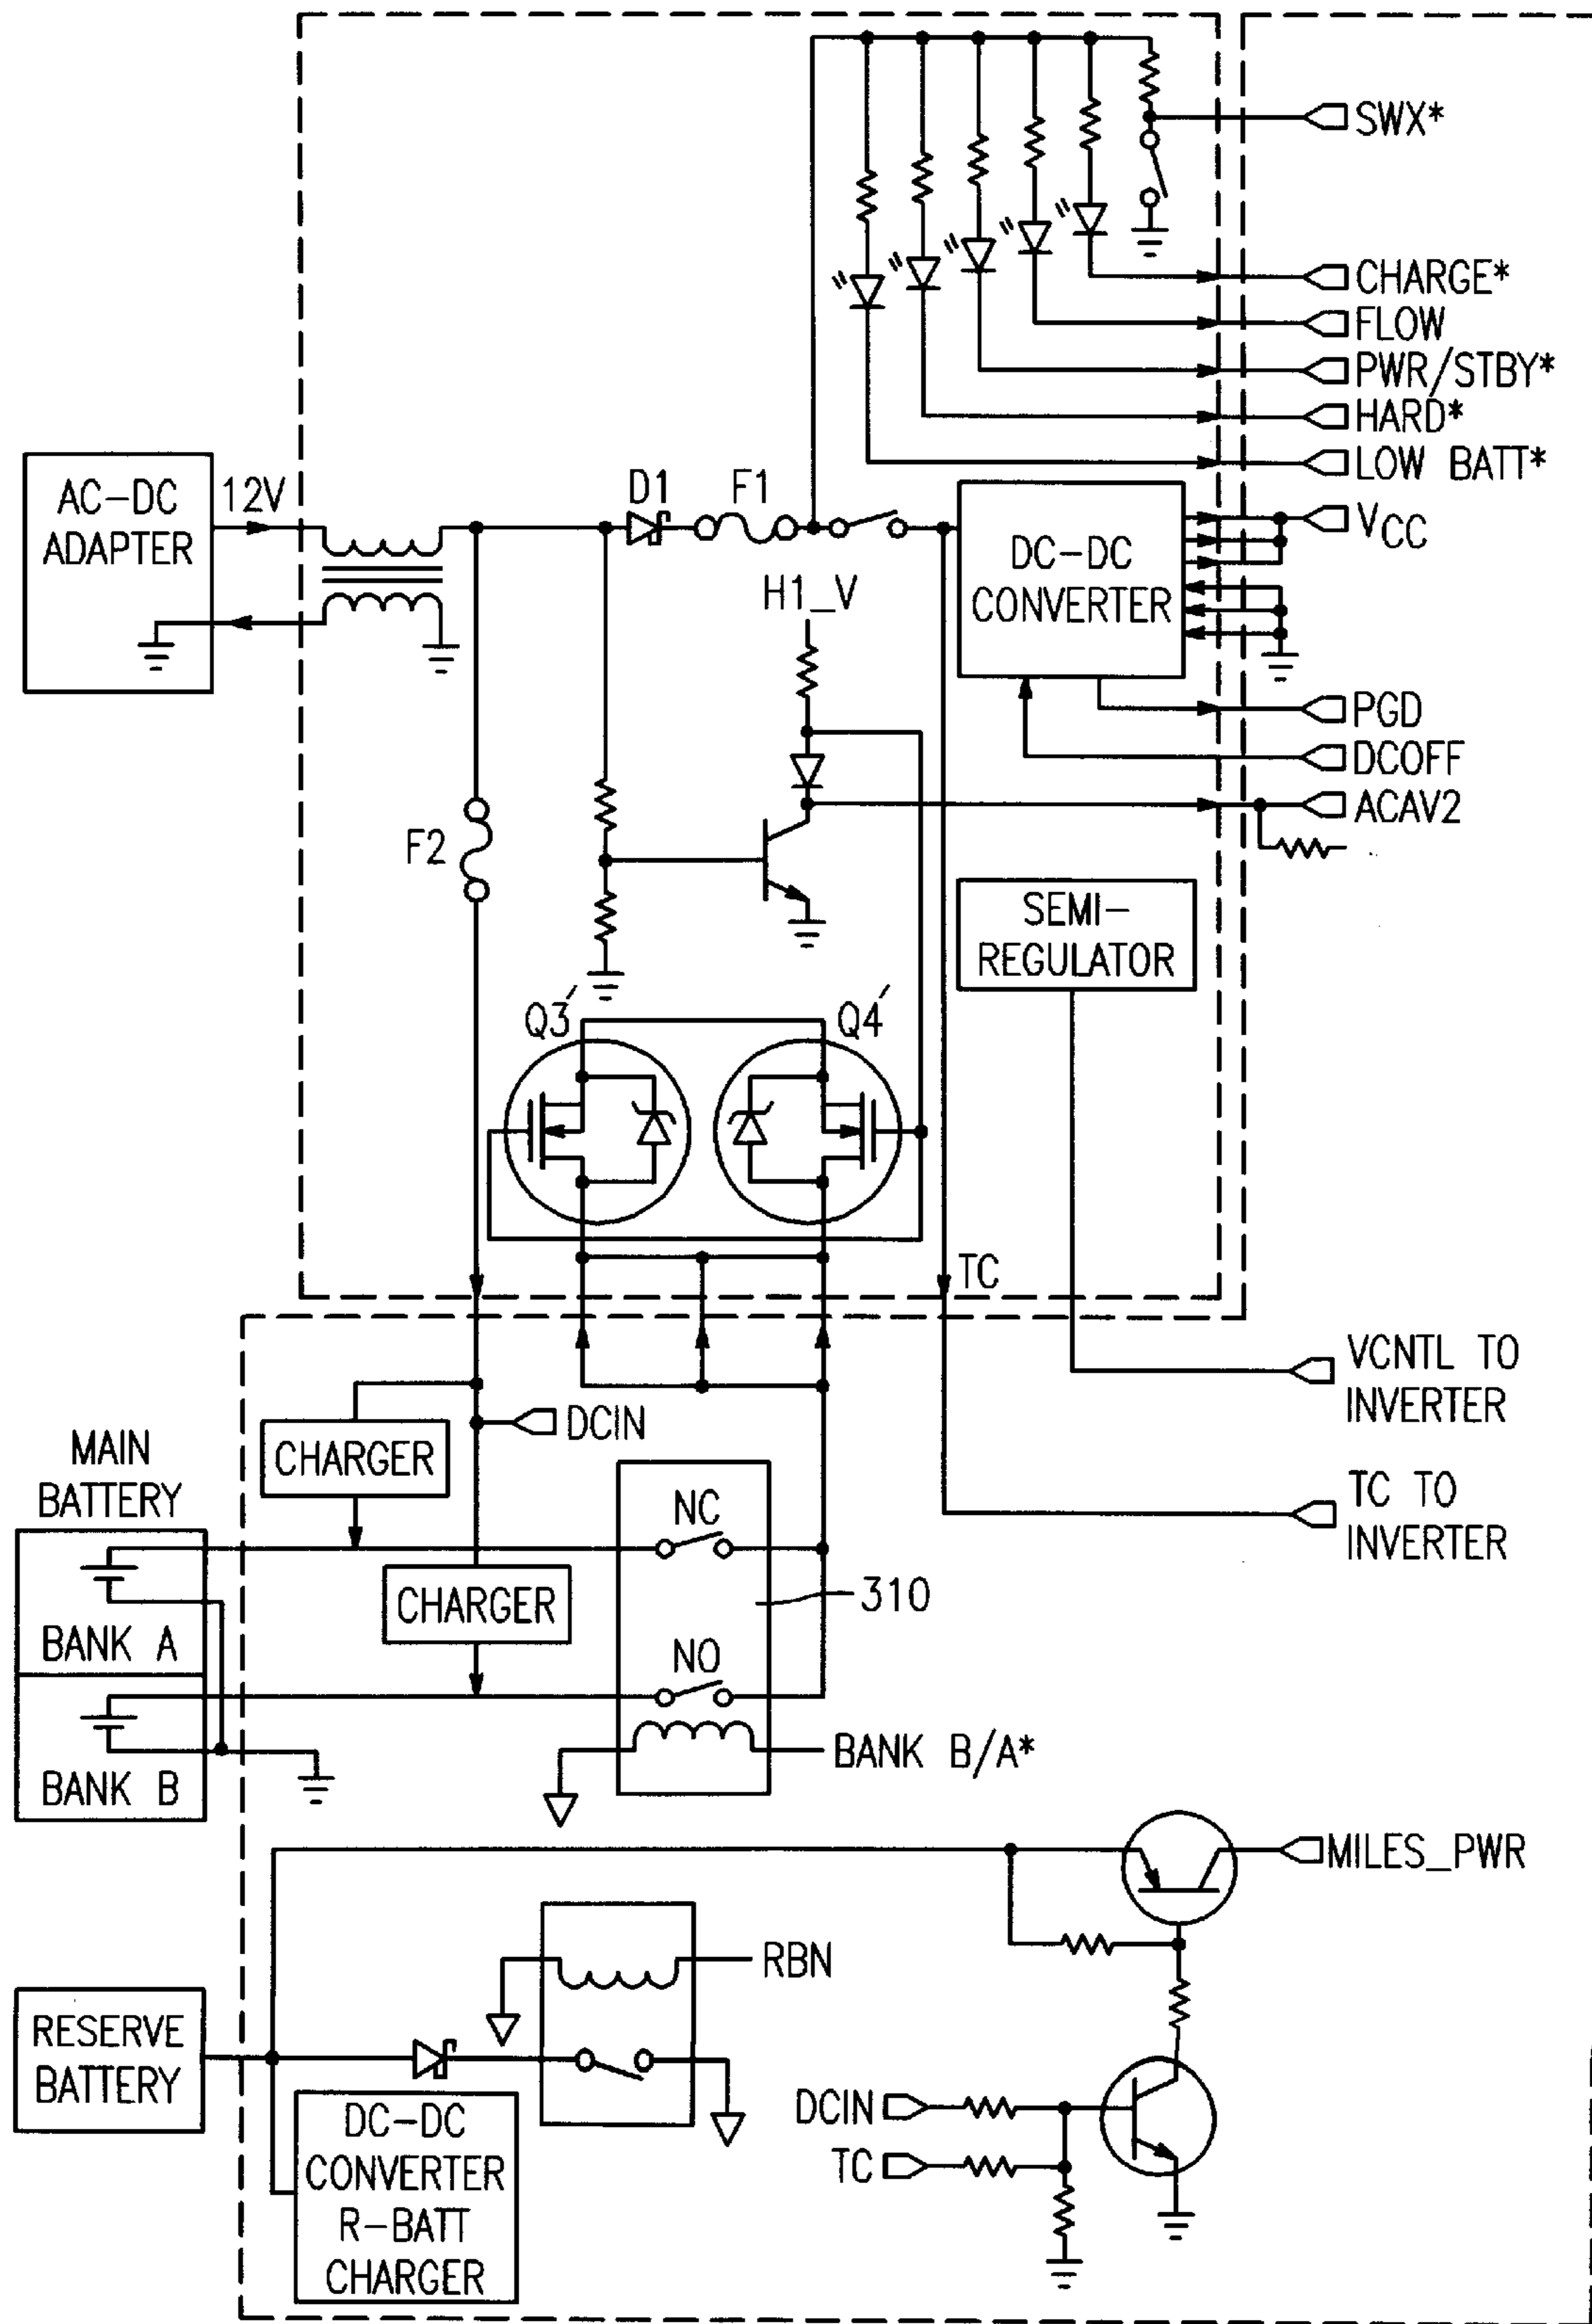 SWX*
CHARGE*
FLOW
PWR/STBY*
HARD*
LOW BATT*
AC-DC
ADAPTER
12V
D1
F1
DC-DC
CONVERTER
VCC
H1_V
PGD
DCOFF
ACAV2
F2
SEMI-
REGULATOR
Q3'
Q4'
TC
VCNTL TO
INVERTER
DCIN
CHARGER
MAIN
BATTERY
NC
TC TO
INVERTER
CHARGER
310
BANK A
NO
BANK B/A*
BANK B
MILES_PWR
RBN
RESERVE
BATTERY
DC-DC
CONVERTER
R-BATT
CHARGER
DCIN
TC